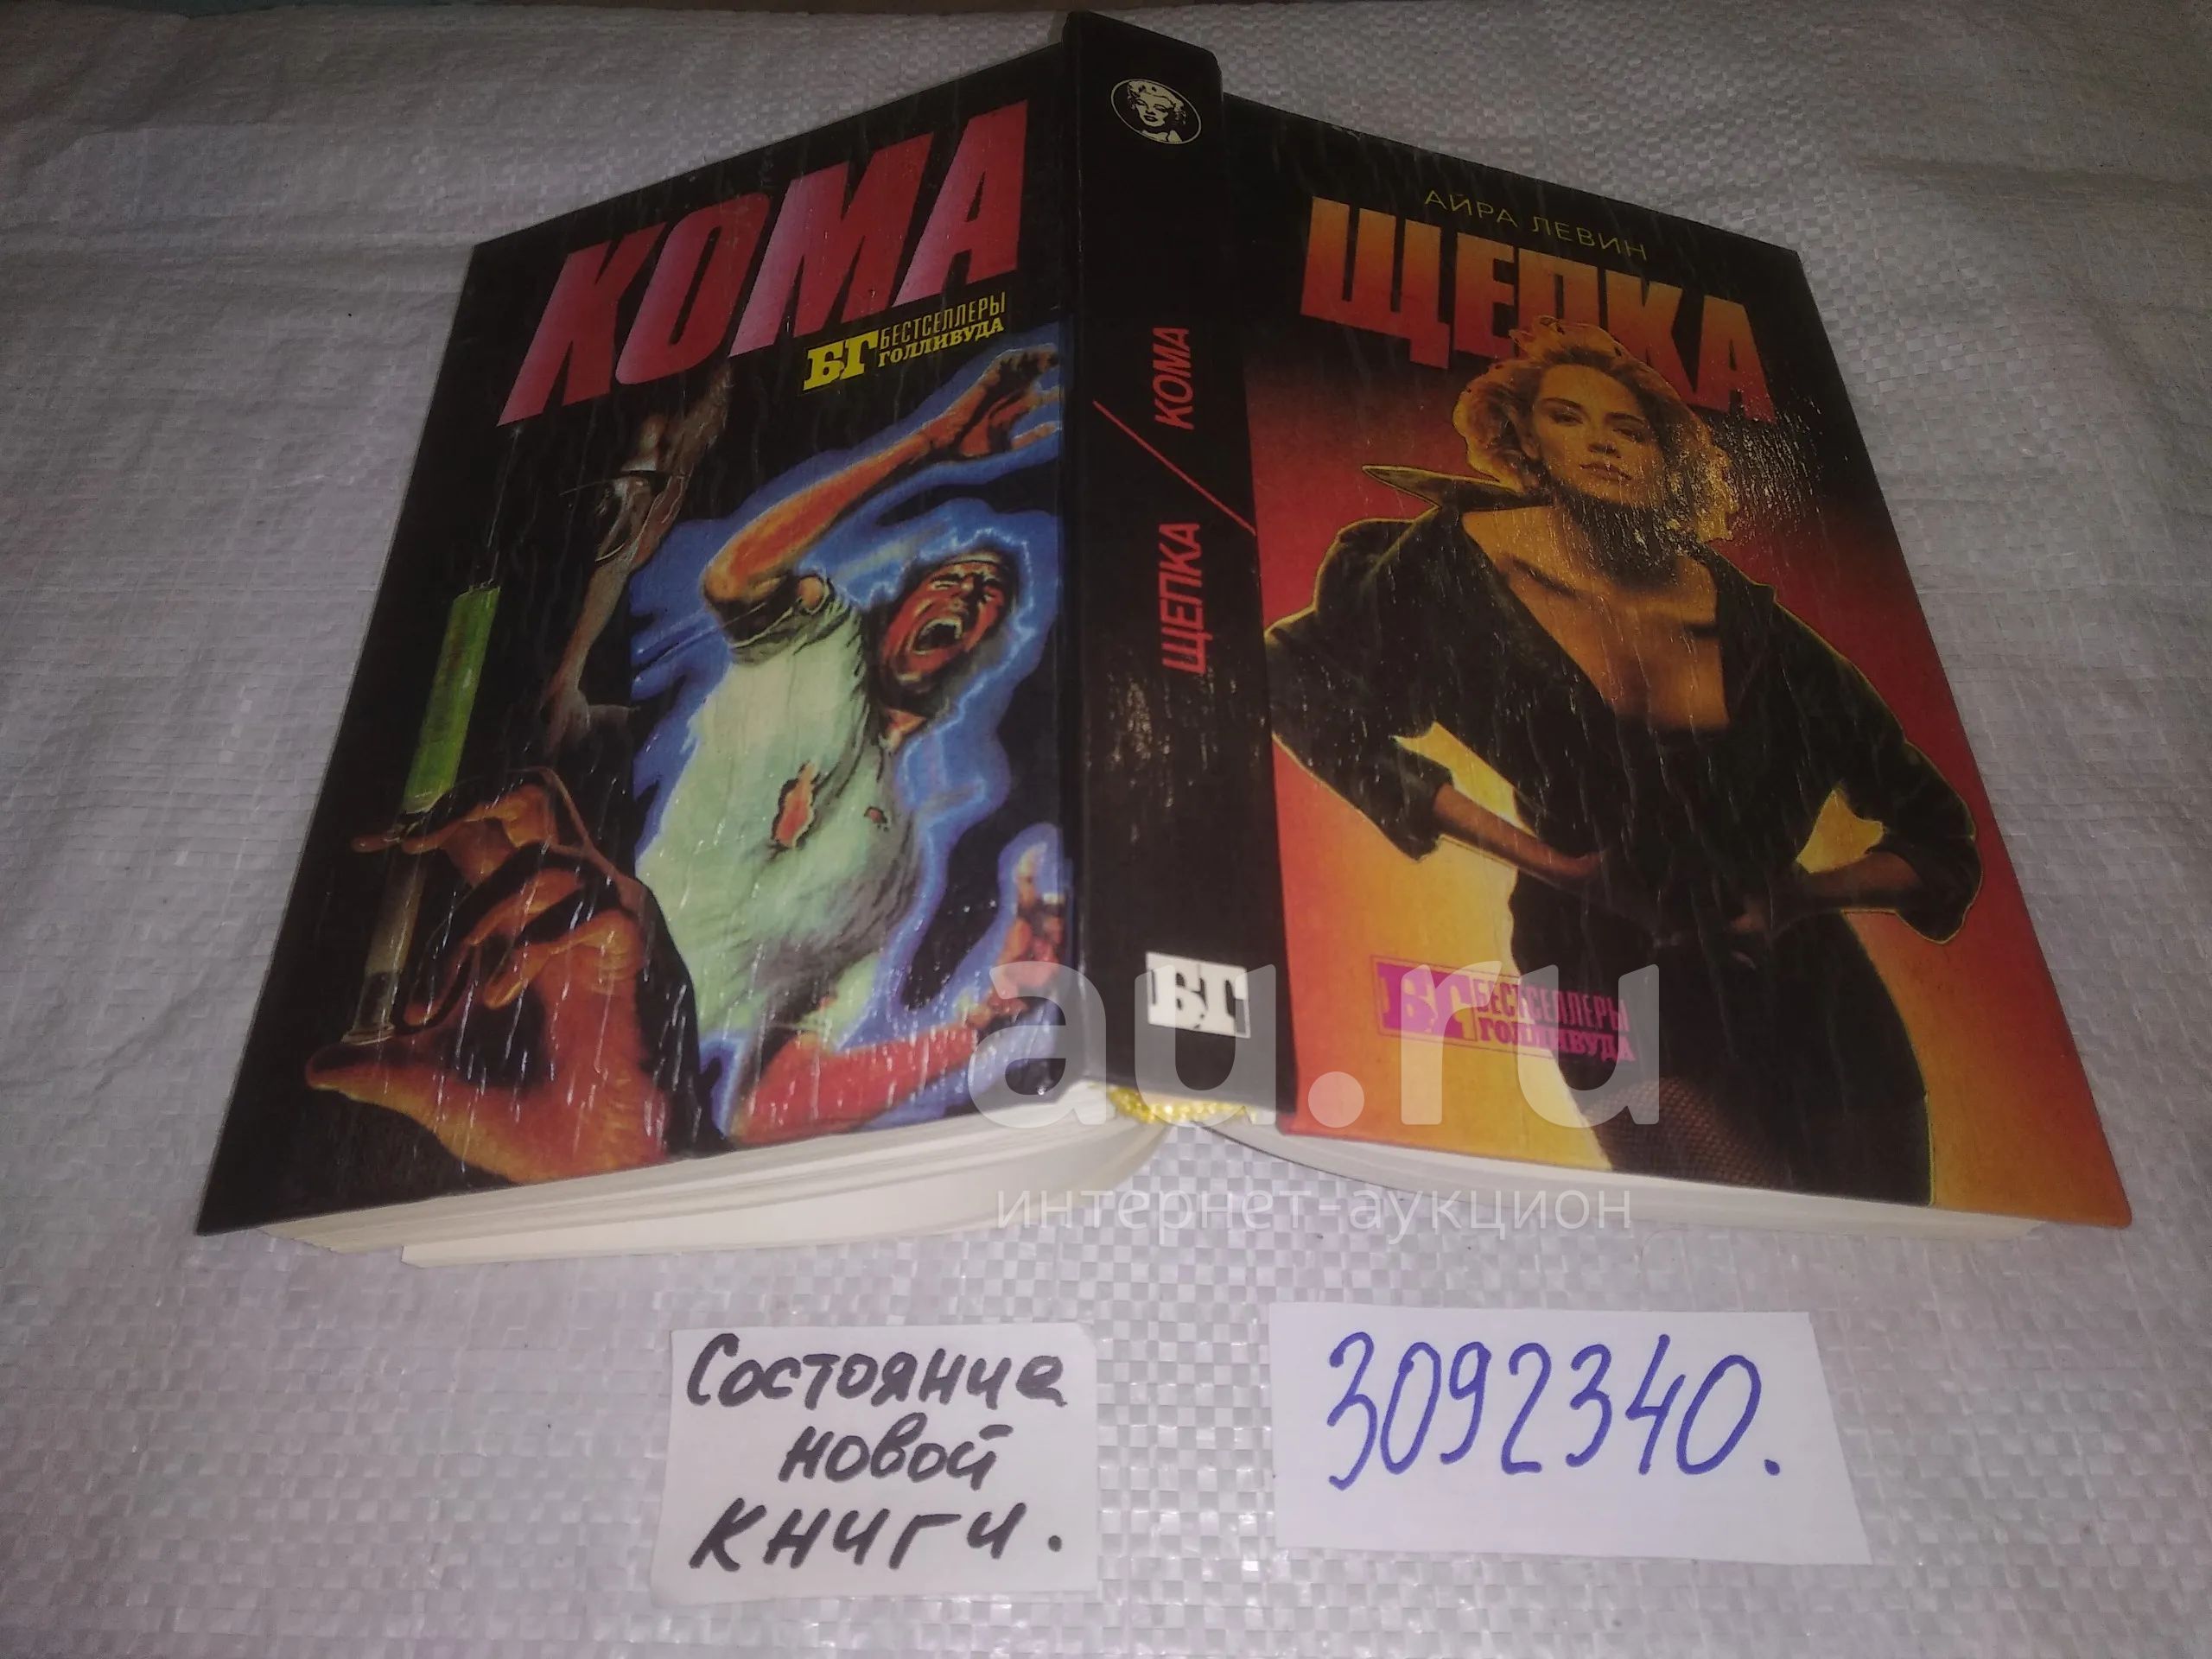 КОМА
БГ БЕСТСЕЛЛЕРЫ
ГОЛЛИВУДА
ЩЕПКА / КОМА
БГ
АЙРА ЛЕВИН
ЩЕПКА
БГ БЕСТСЕЛЛЕРЫ
ГОЛЛИВУДА
au.ru
интернет-аукцион
Состояние
новой
книги.
3092340.